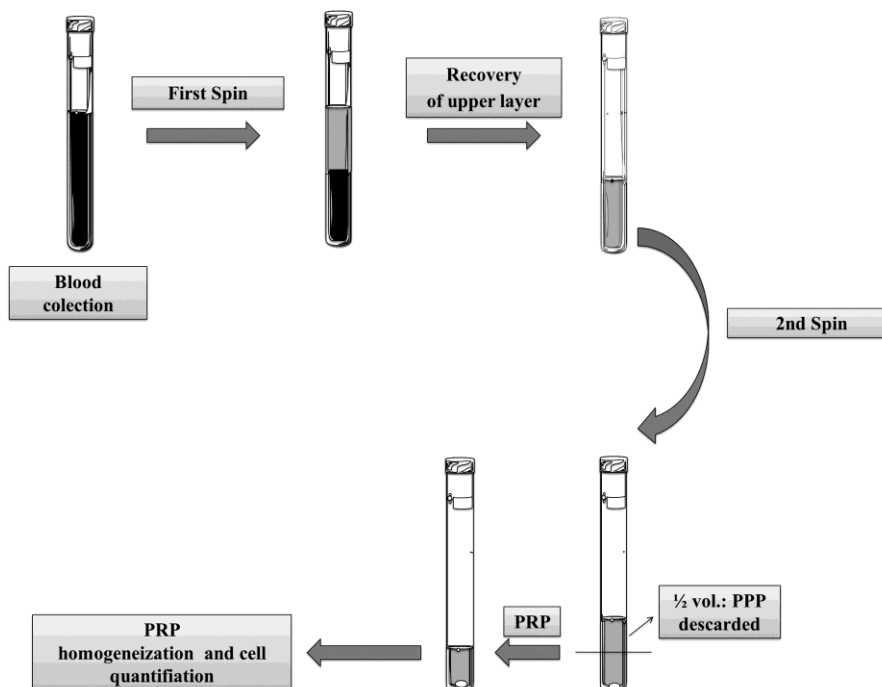 First Spin
Recovery
of upper layer
Blood
colection
2nd Spin
½ vol.: PPP
descarded
PRP
PRP
homogeneization and cell
quantifiation